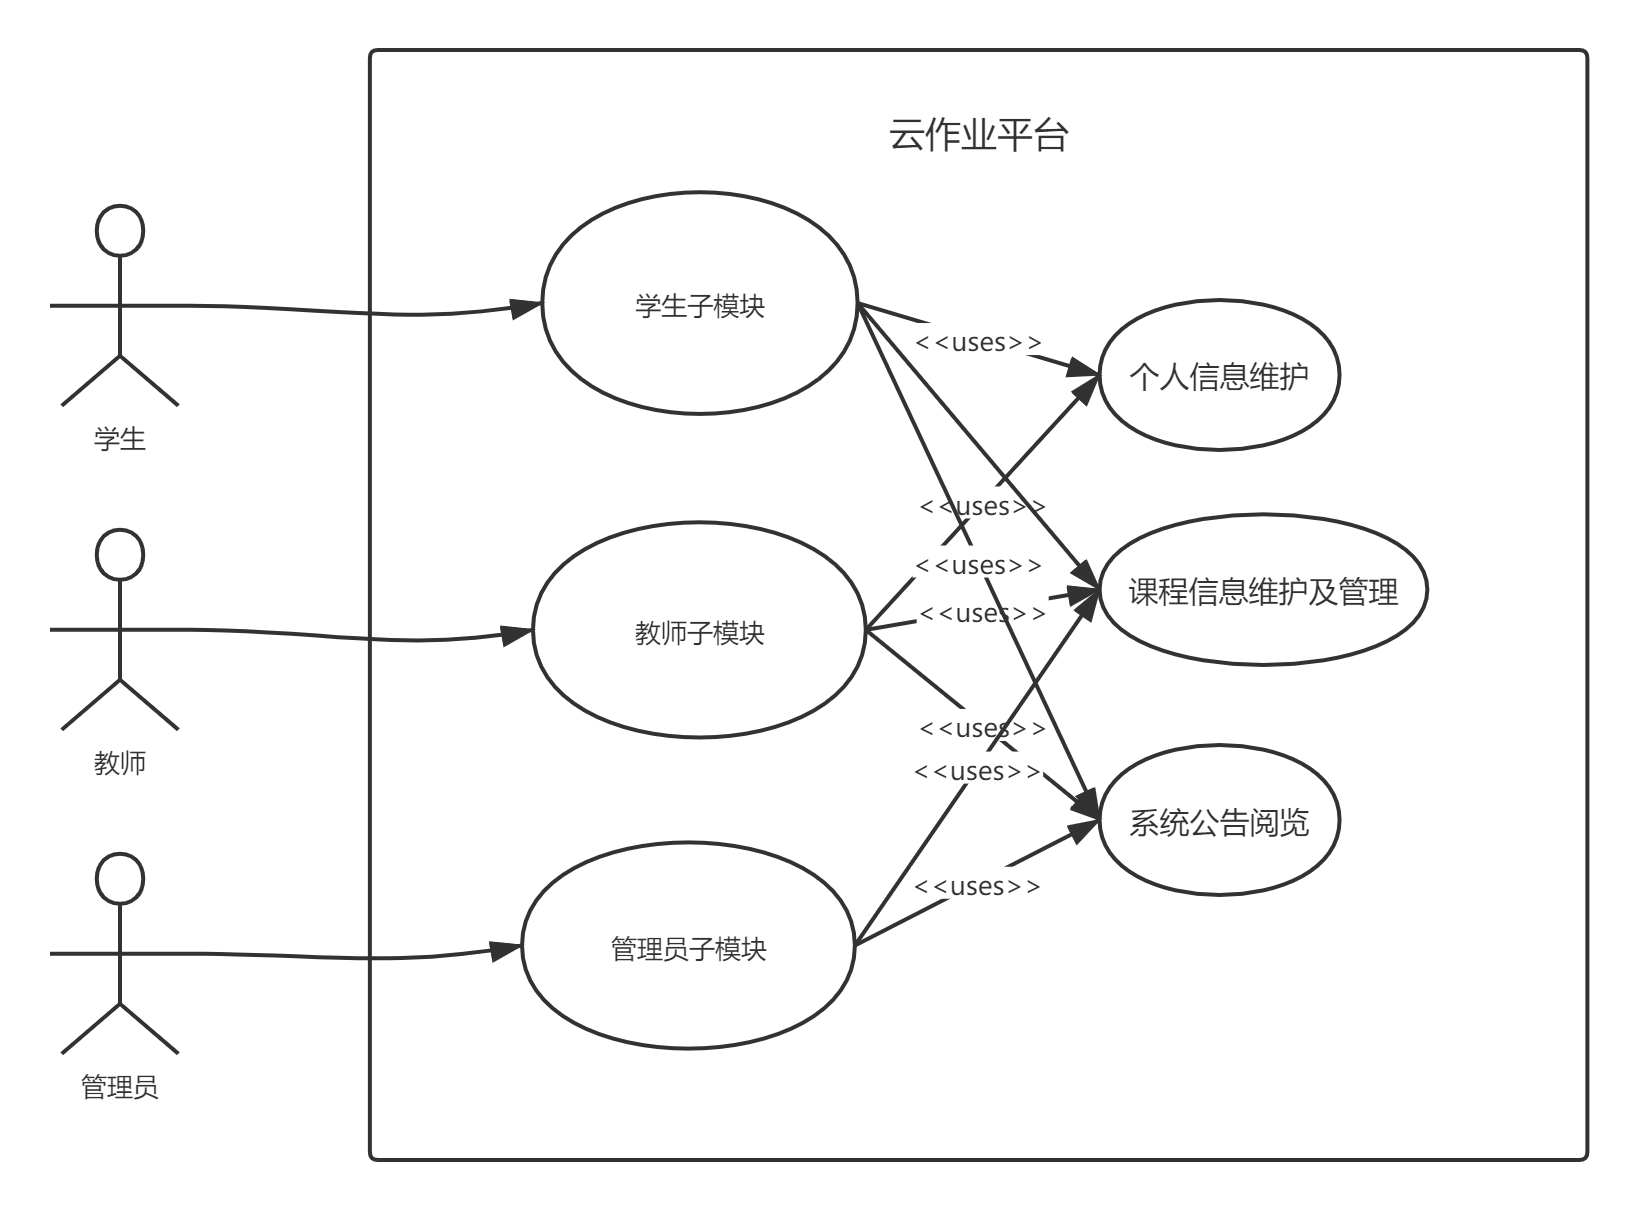 云作业平台
学生
教师
管理员
学生子模块
教师子模块
管理员子模块
<<uses>>
<<uses>>
<<uses>>
<<uses>>
<<uses>>
<<uses>>
<<uses>>
个人信息维护
课程信息维护及管理
系统公告阅览